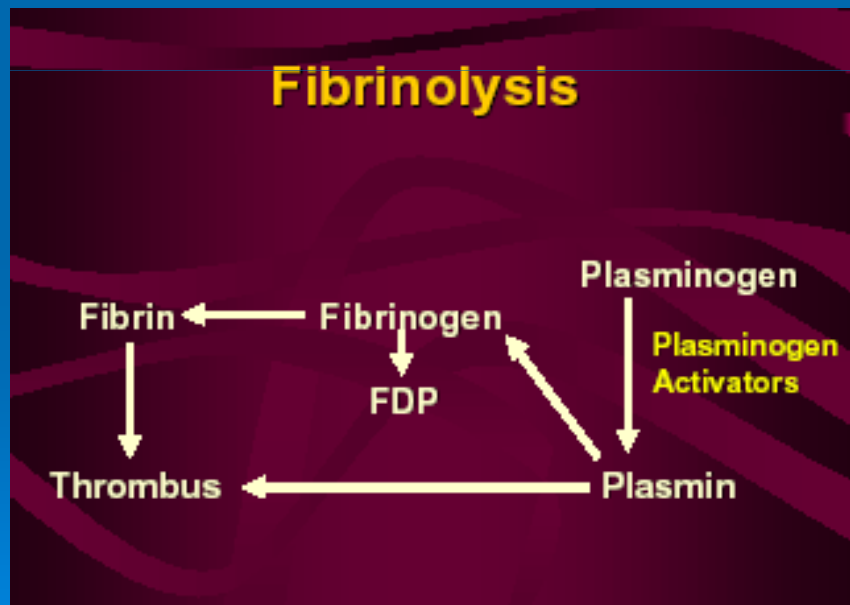 Fibrinolysis
Plasminogen
Fibrin
Fibrinogen
Plasminogen
Activators
FDP
Thrombus
Plasmin